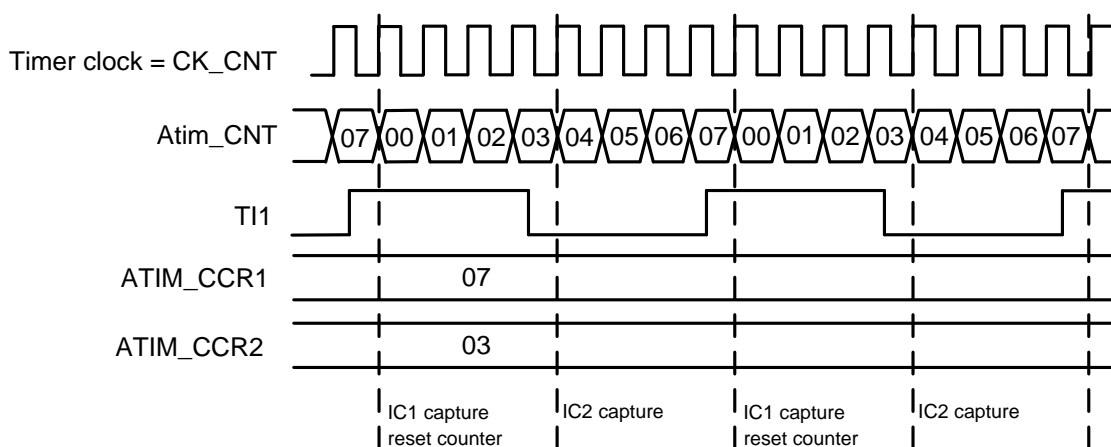 Timer clock = CK_CNT
Atim_CNT 07 00 01 02 03 04 05 06 07 00 01 02 03 04 05 06 07
TI1
ATIM_CCR1 07
ATIM_CCR2 03
IC1 capture IC2 capture IC1 capture IC2 capture
reset counter reset counter